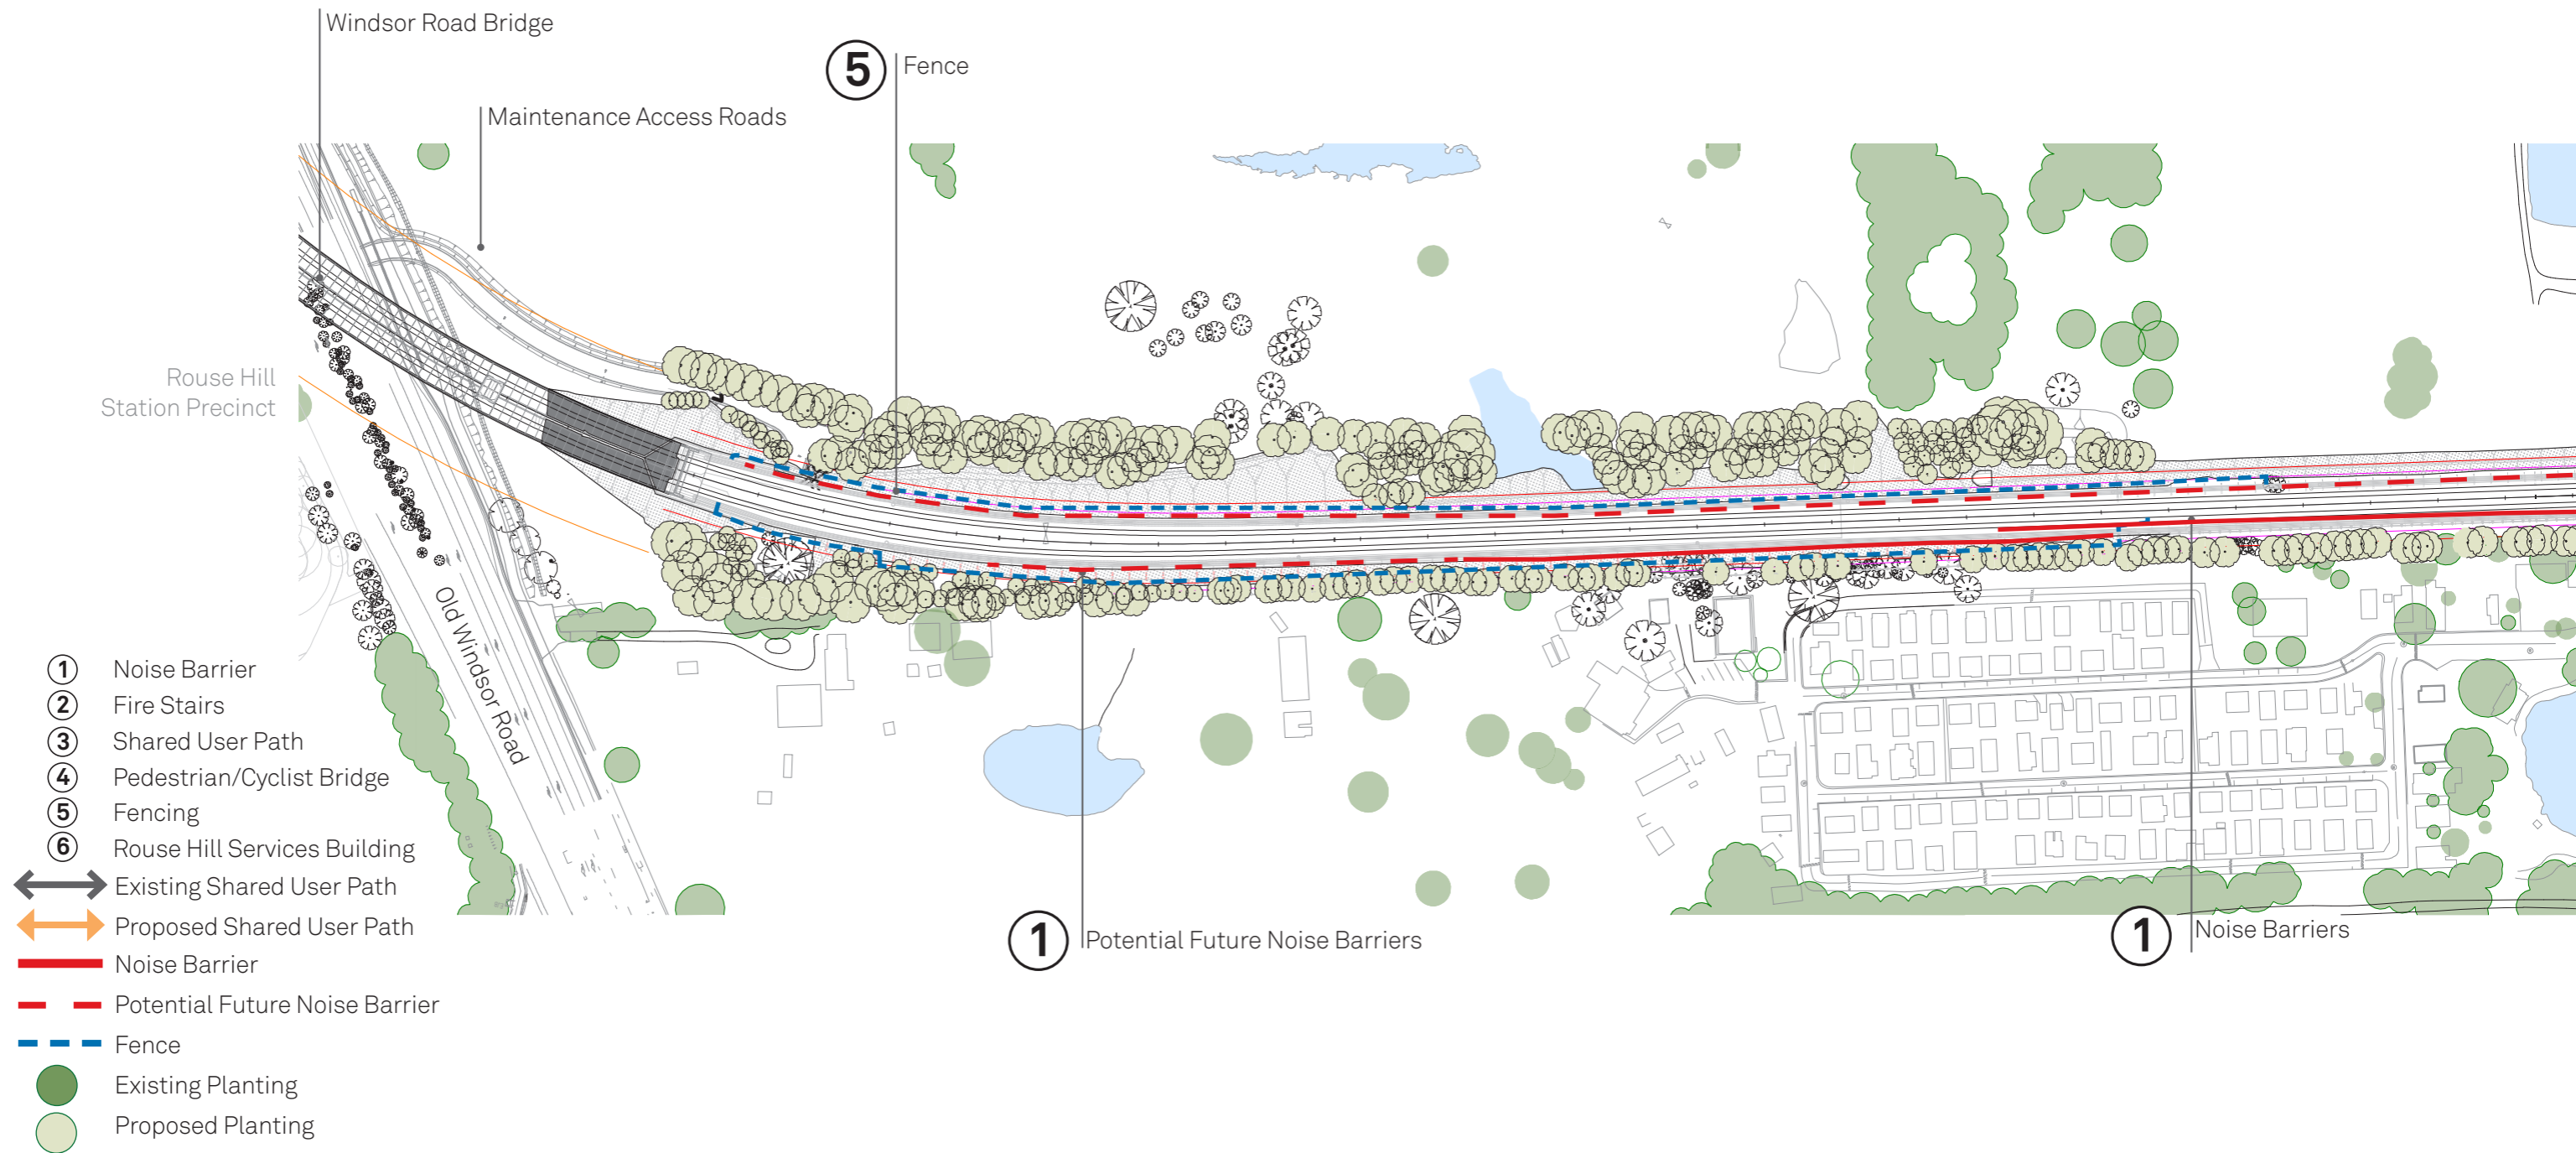 Windsor Road Bridge
5 Fence
Maintenance Access Roads
Rouse Hill
Station Precinct
Old Windsor Road
1 Noise Barrier
2 Fire Stairs
3 Shared User Path
4 Pedestrian/Cyclist Bridge
5 Fencing
6 Rouse Hill Services Building
Existing Shared User Path
Proposed Shared User Path
Noise Barrier
Potential Future Noise Barrier
Fence
Existing Planting
Proposed Planting
1 Potential Future Noise Barriers
1 Noise Barriers